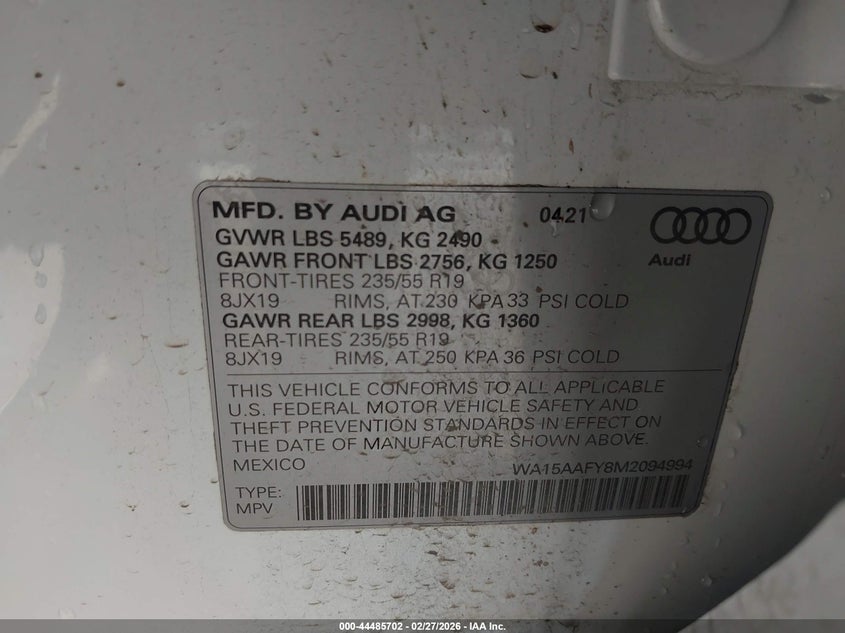 MFD. BY AUDI AG 0421
GVWR LBS 5489, KG 2490
GAWR FRONT LBS 2756, KG 1250
FRONT-TIRES 235/55 R19
8JX19 RIMS, AT 230 KPA 33 PSI COLD
GAWR REAR LBS 2998, KG 1360
REAR-TIRES 235/55 R19
8JX19 RIMS, AT 250 KPA 36 PSI COLD
Audi
THIS VEHICLE CONFORMS TO ALL APPLICABLE
U.S. FEDERAL MOTOR VEHICLE SAFETY AND
THEFT PREVENTION STANDARDS IN EFFECT ON
THE DATE OF MANUFACTURE SHOWN ABOVE.
MEXICO WA15AAFY8M2094994
TYPE:
MPV
000-44485702 - 02/27/2026 - IAA Inc.